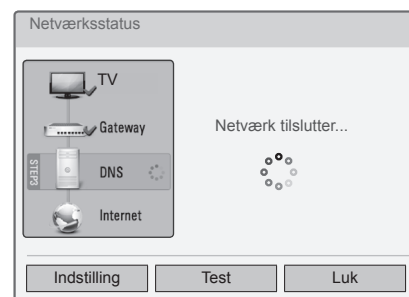 Netværksstatus
TV
Gateway
STEP3
DNS
Internet
Netværk tilslutter...
Indstilling
Test
Luk